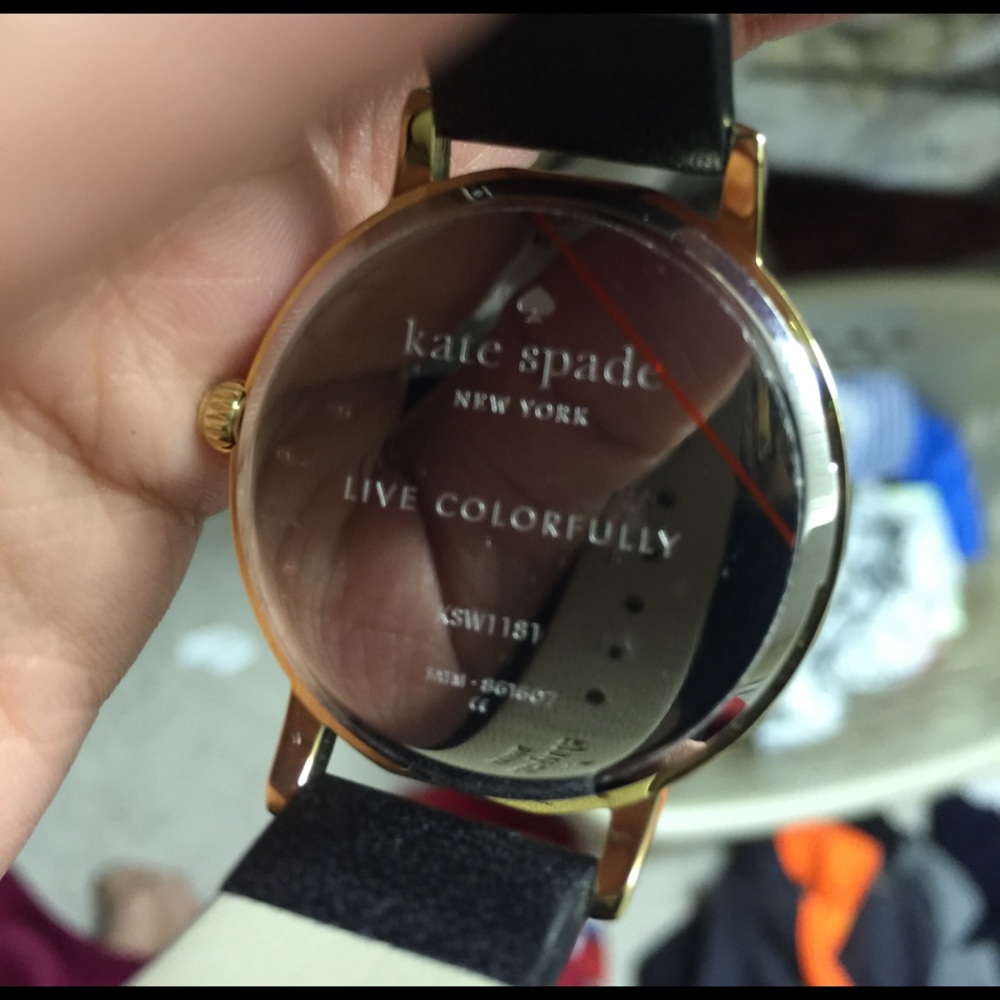 kate spade
NEW YORK
LIVE COLORFULLY
KSW1181